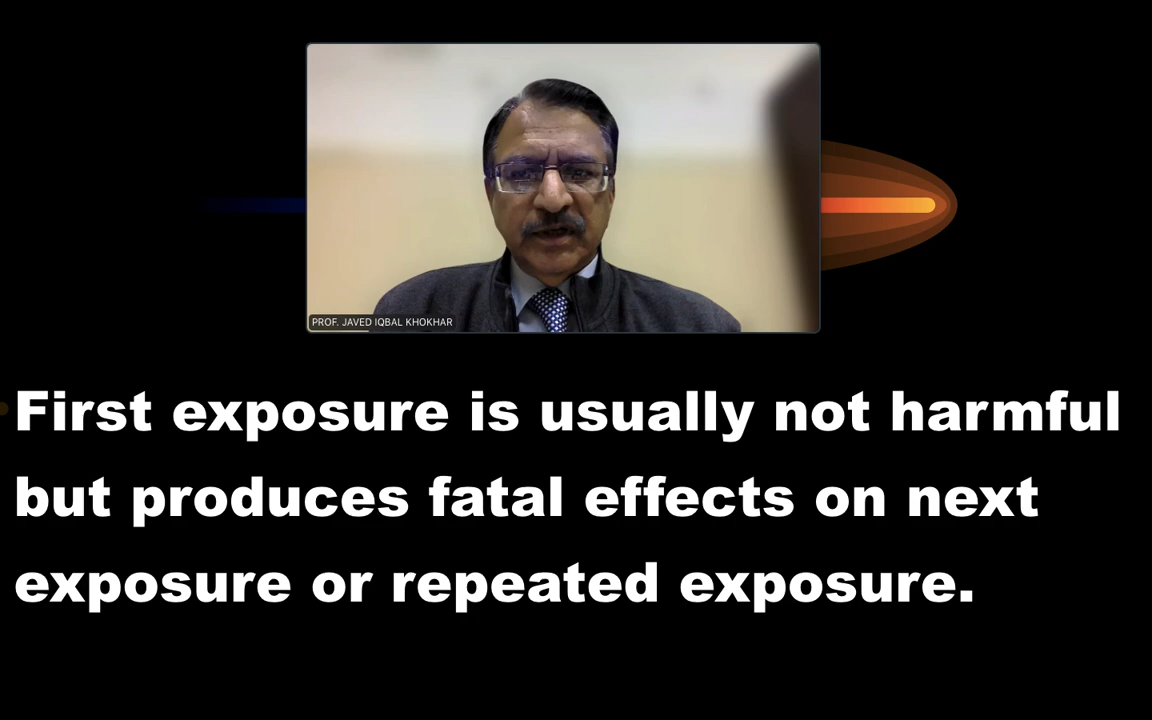 PROF. JAVED IQBAL KHOKHAR
First exposure is usually not harmful
but produces fatal effects on next
exposure or repeated exposure.